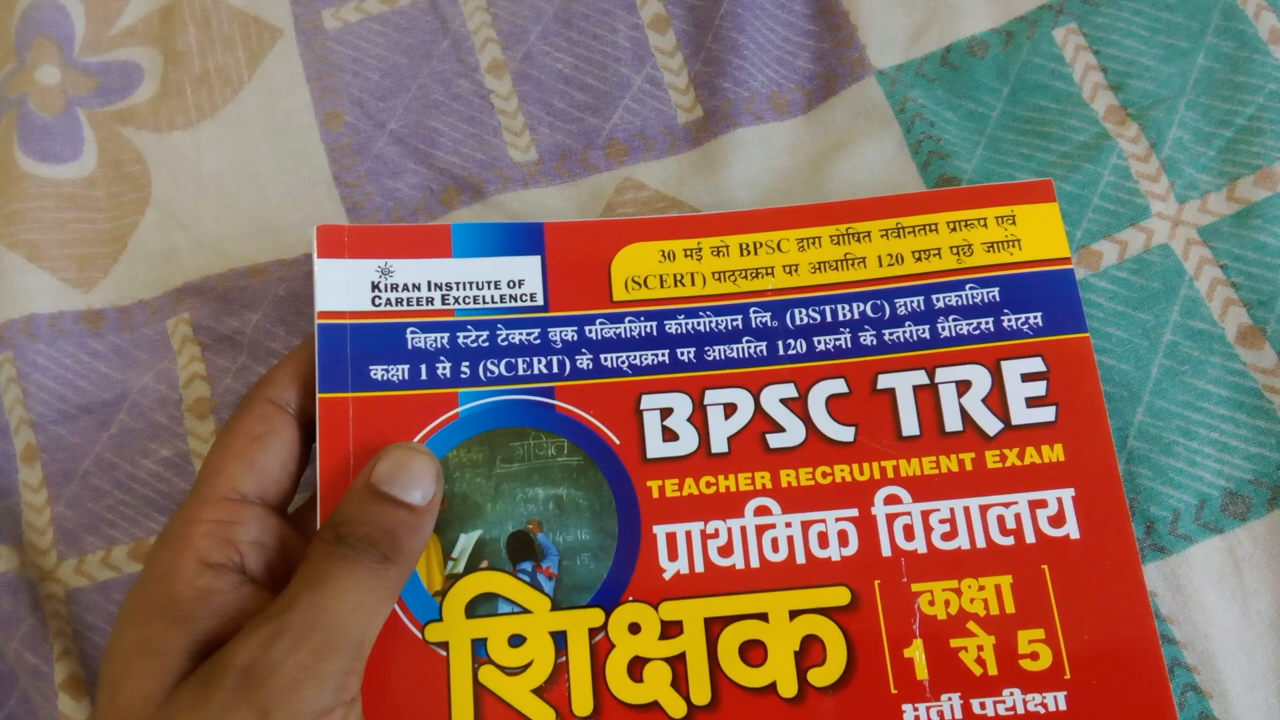 KIRAN INSTITUTE OF
CAREER EXCELLENCE
30 मई को BPSC द्वारा घोषित नवीनतम प्रारूप एवं
(SCERT) पाठ्यक्रम पर आधारित 120 प्रश्न पूछे जाएंगे
बिहार स्टेट टेक्स्ट बुक पब्लिशिंग कॉरपोरेशन लि॰ (BSTBPC) द्वारा प्रकाशित
कक्षा 1 से 5 (SCERT) के पाठ्यक्रम पर आधारित 120 प्रश्नों के स्तरीय प्रैक्टिस सेट्स
BPSC TRE
TEACHER RECRUITMENT EXAM
गणित
प्राथमिक विद्यालय
शिक्षक
कक्षा
1 से 5
भर्ती परीक्षा